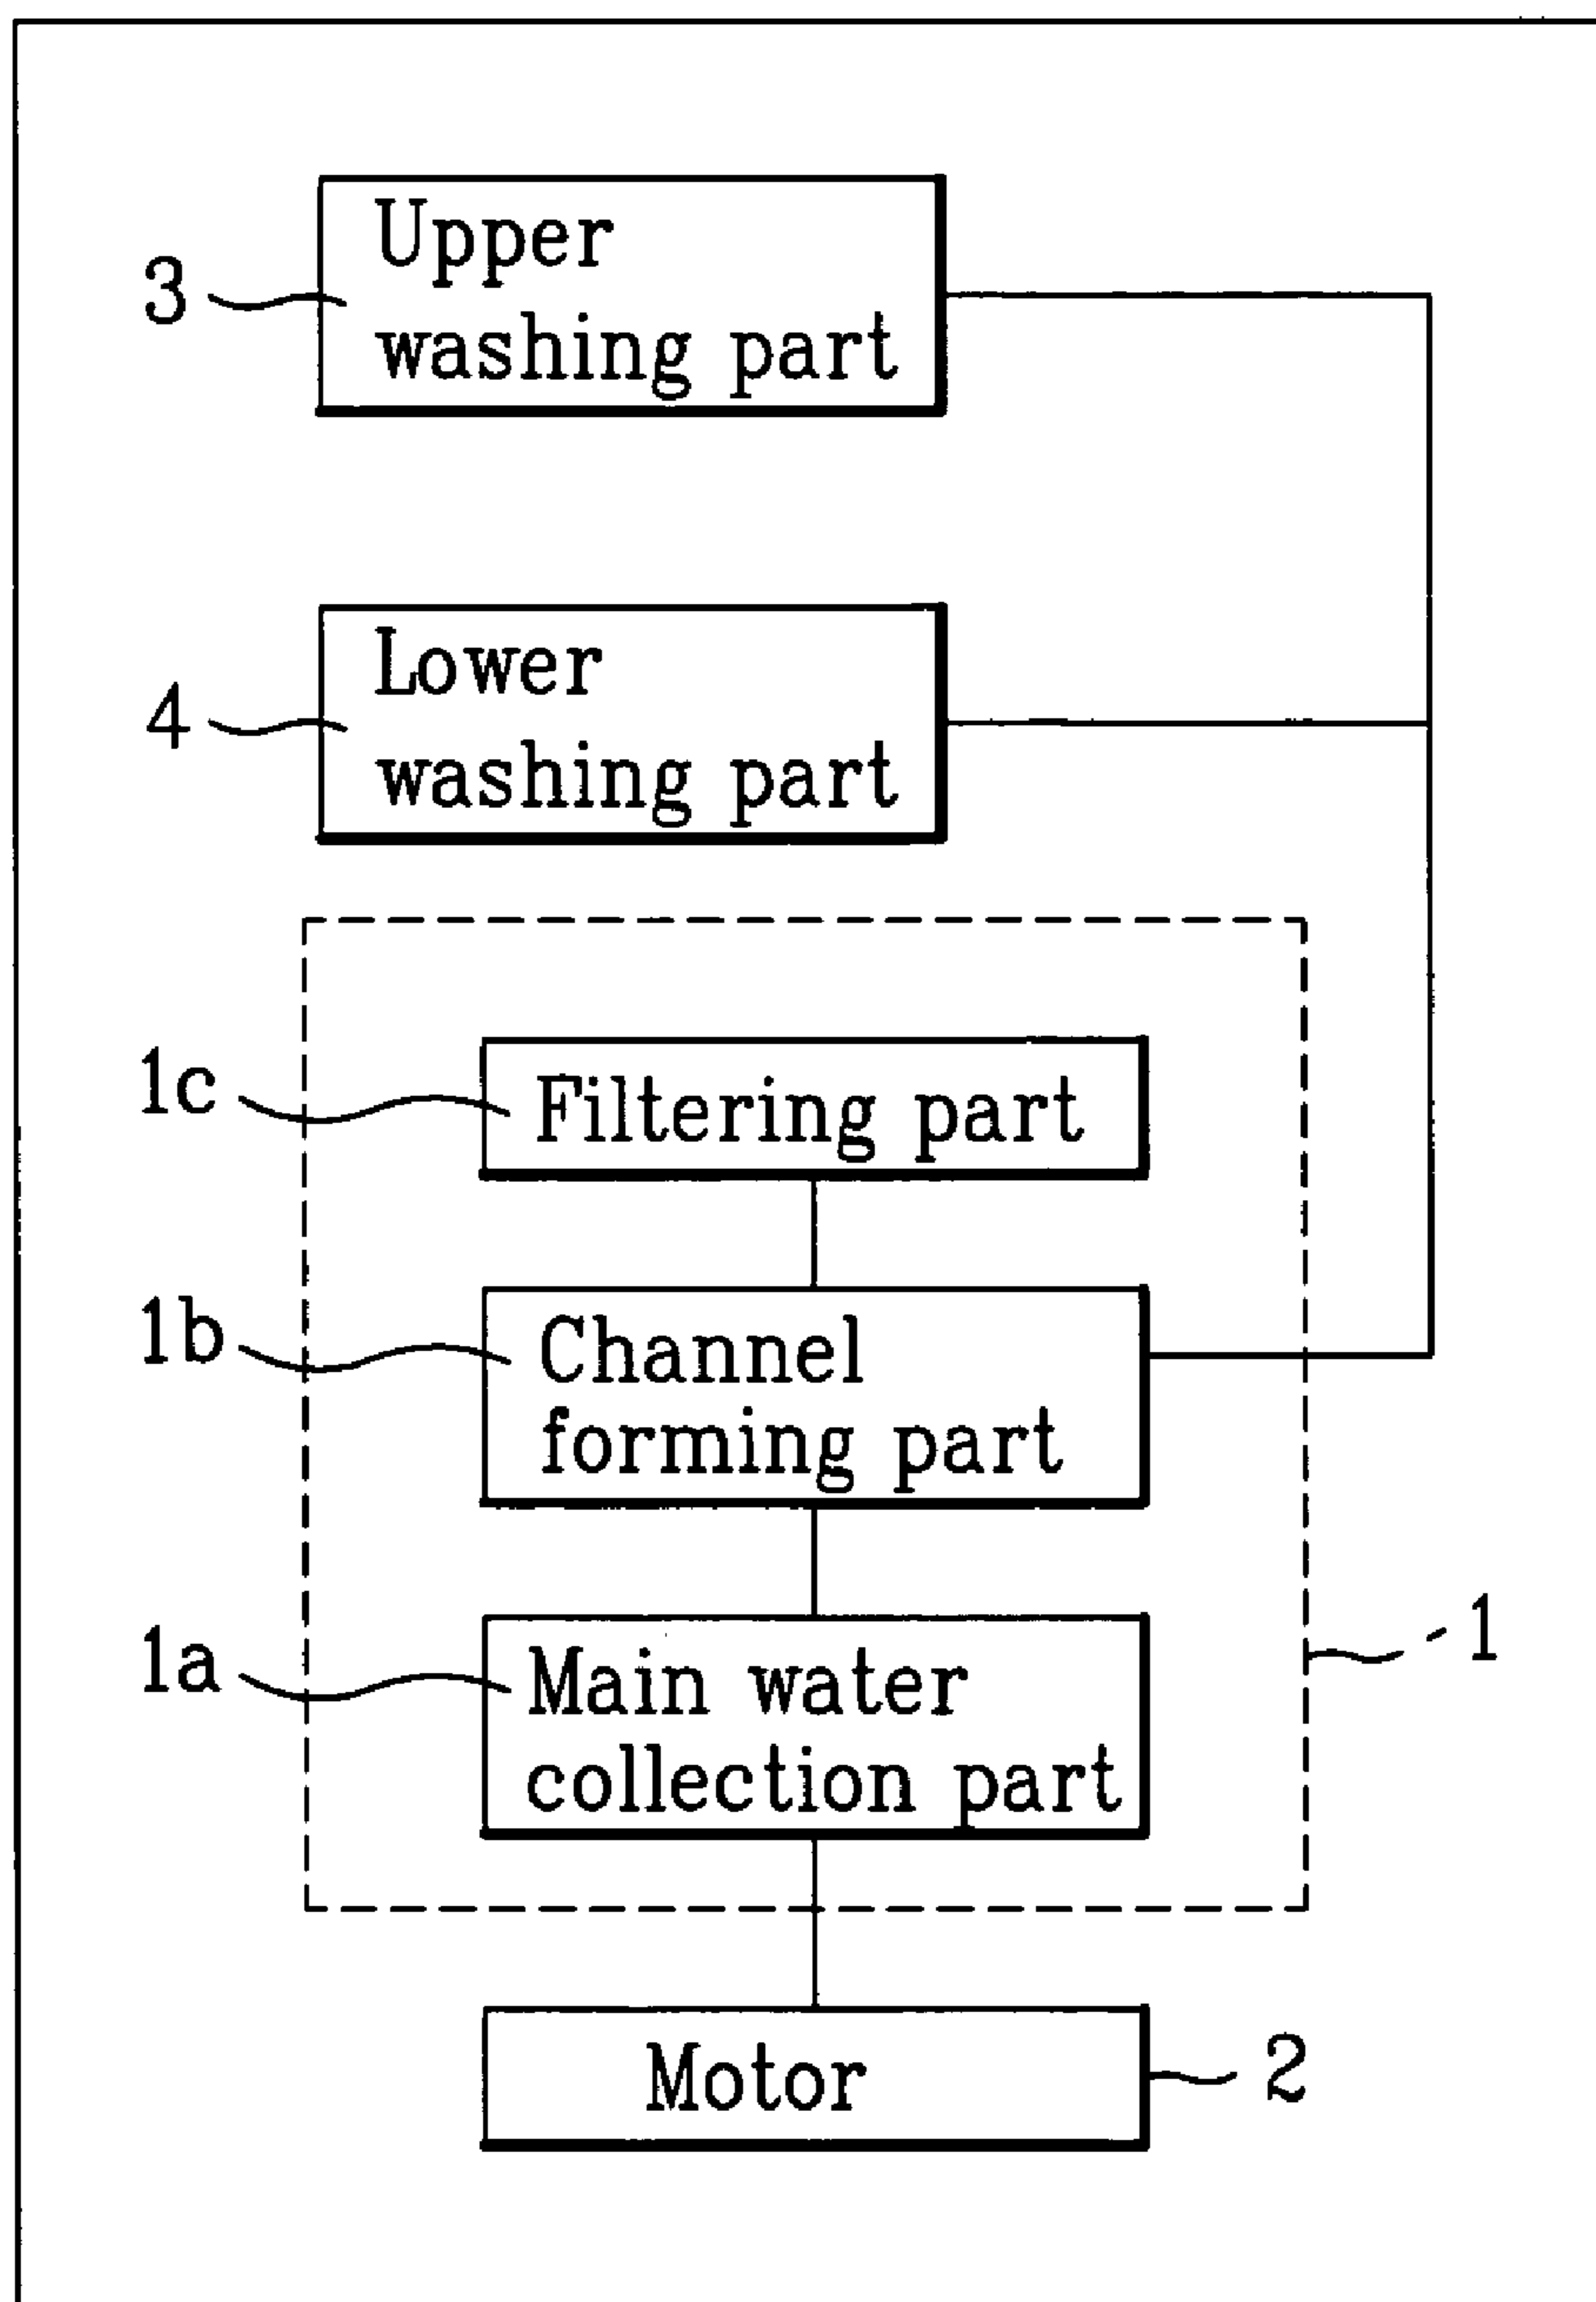 3
Upper
washing part
4
Lower
washing part
1c
Filtering part
1b
Channel
forming part
1a
Main water
collection part
1
Motor
2